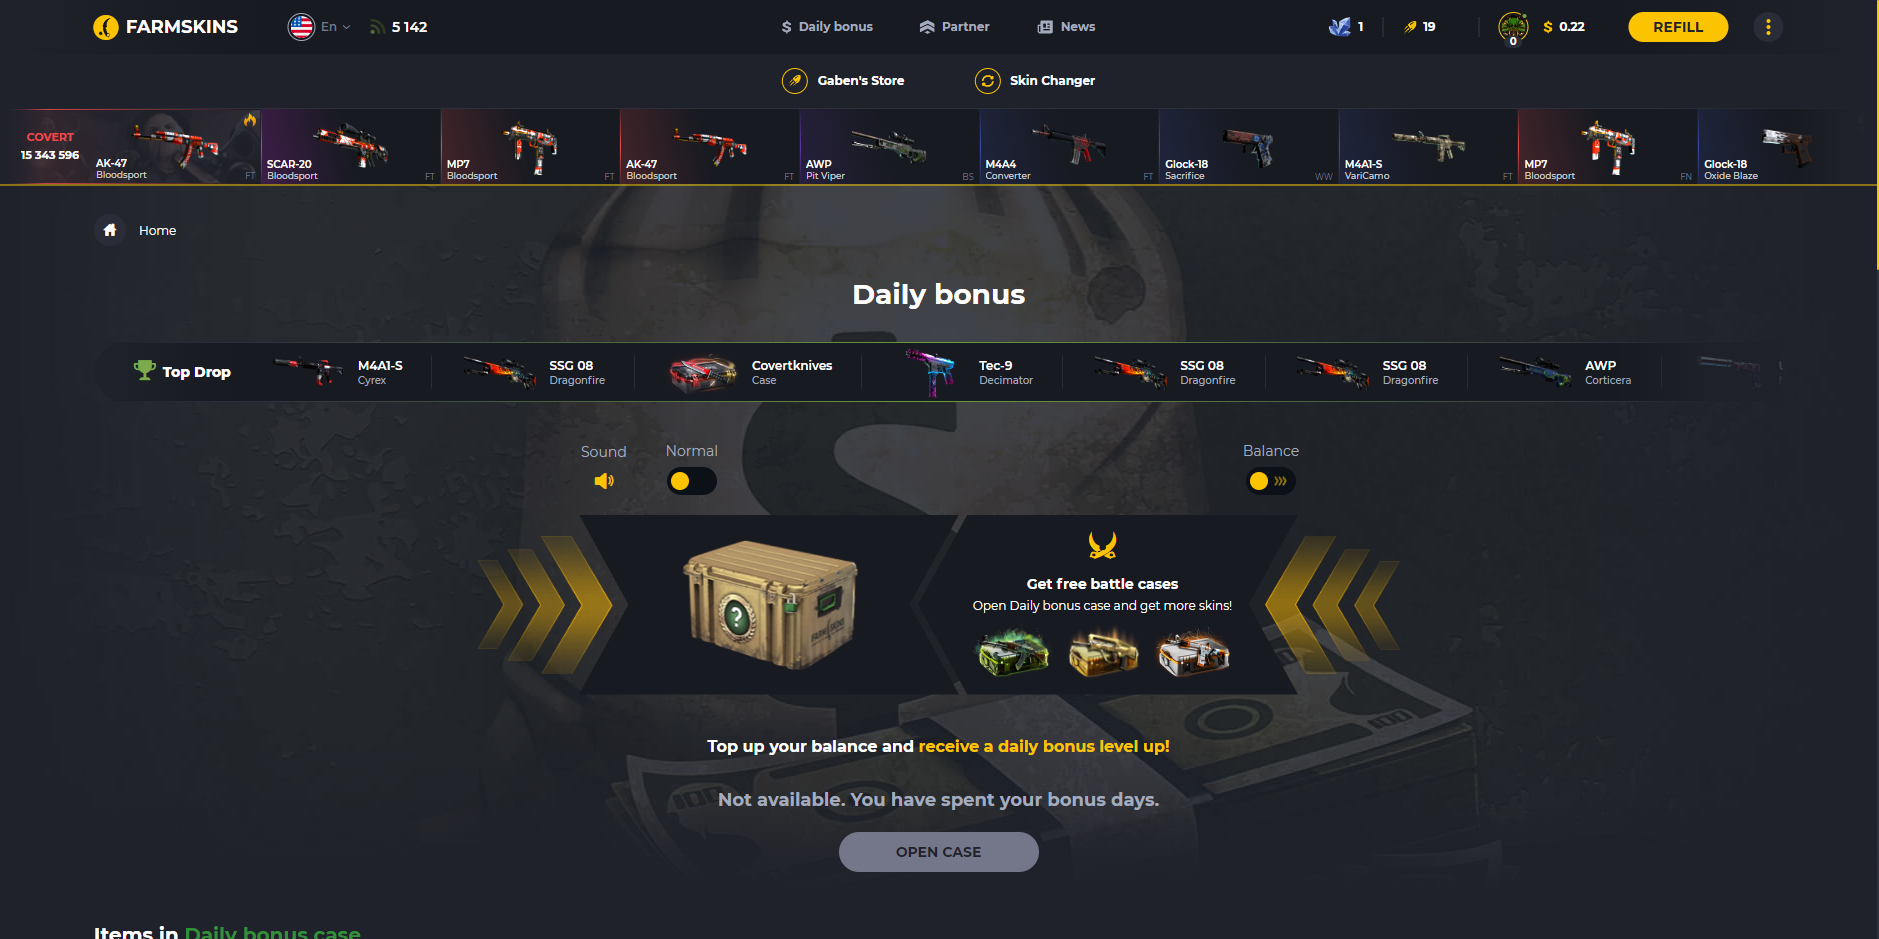 FARMSKINS
En
5 142
Daily bonus
Partner
News
1
19
0
0.22
REFILL
Gaben's Store
Skin Changer
COVERT
15 343 596
AK-47
Bloodsport
FT
SCAR-20
Bloodsport
FT
MP7
Bloodsport
FT
AK-47
Bloodsport
FT
AWP
Pit Viper
BS
M4A4
Converter
FT
Glock-18
Sacrifice
WW
M4A1-S
VariCamo
FT
MP7
Bloodsport
FN
Glock-18
Oxide Blaze
Home
Daily bonus
Top Drop
M4A1-S
Cyrex
SSG 08
Dragonfire
Covertknives
Case
Tec-9
Decimator
SSG 08
Dragonfire
SSG 08
Dragonfire
AWP
Corticera
Sound
Normal
Balance
?
FARMSKINS
Get free battle cases
Open Daily bonus case and get more skins!
Top up your balance and receive a daily bonus level up!
100
100
Not available. You have spent your bonus days.
OPEN CASE
Items in Daily bonus case